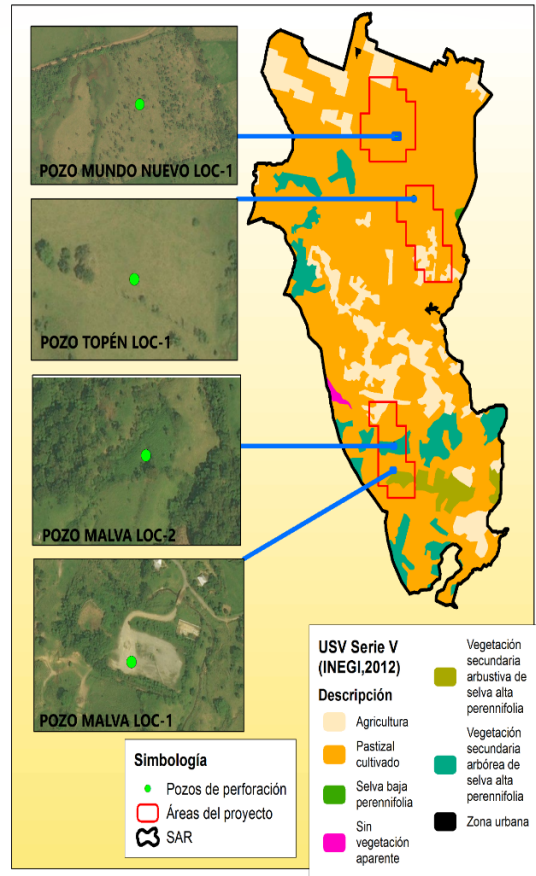 POZO MUNDO NUEVO LOC-1
POZO TOPÉN LOC-1
POZO MALVA LOC-2
POZO MALVA LOC-1
Simbología
Pozos de perforación
Áreas del proyecto
SAR
USV Serie V
(INEGI,2012)
Descripción
Agricultura
Pastizal
cultivado
Selva baja
perennifolia
Sin
vegetación
aparente
Vegetación
secundaria
arbustiva de
selva alta
perennifolia
Vegetación
secundaria
arbórea de
selva alta
perennifolia
Zona urbana